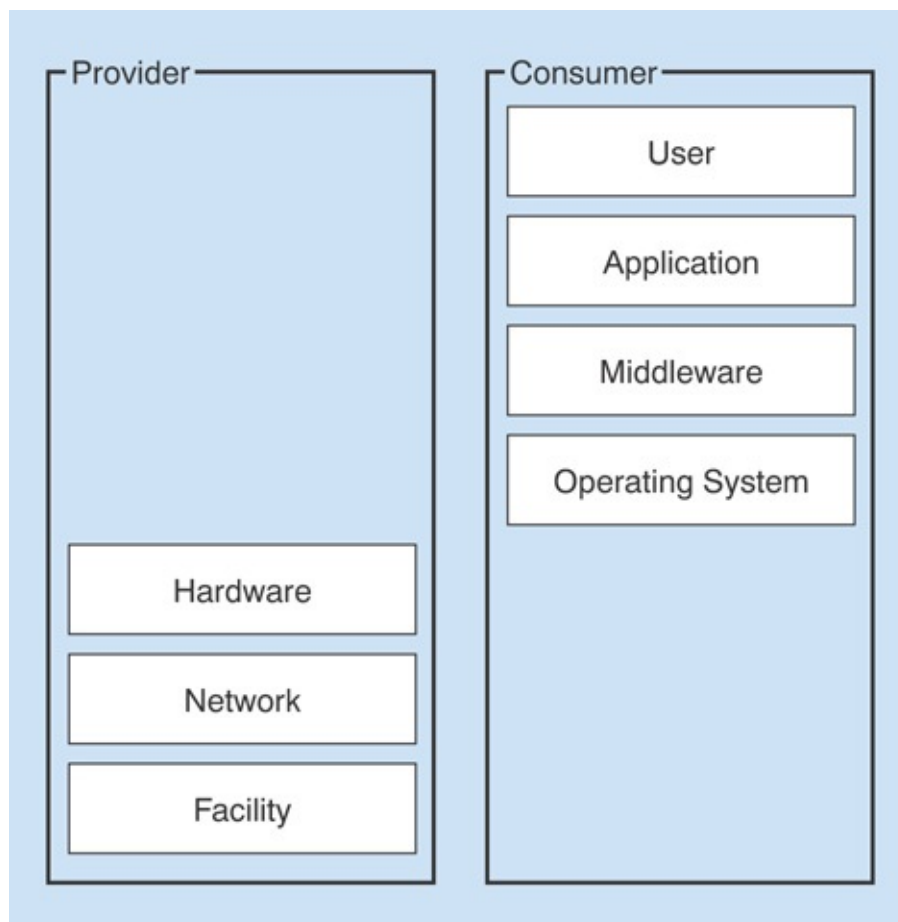 Provider
Hardware
Network
Facility
Consumer
User
Application
Middleware
Operating System